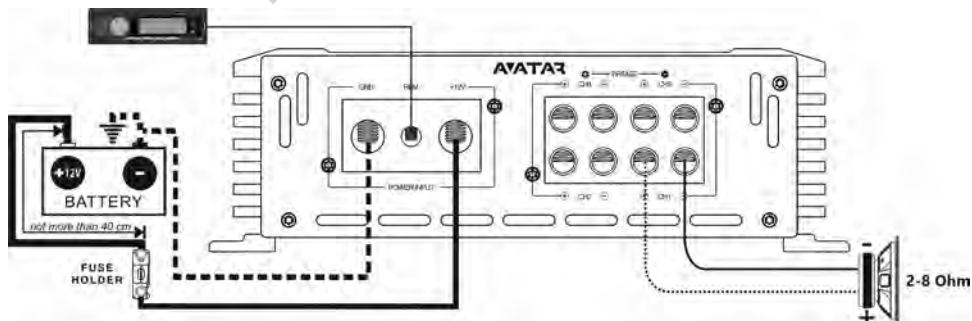 AVATAR
BRIDGE
CH4 CH3
GND REM +12V
POWER INPUT
CH2 CH1
+12V -
BATTERY
not more than 40 cm
FUSE
HOLDER
-
2-8 Ohm
+